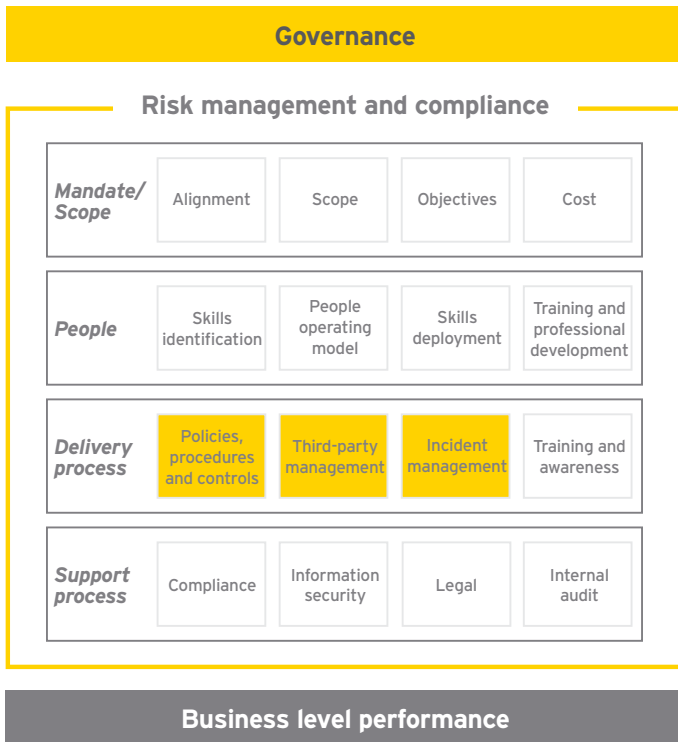 Governance
Risk management and compliance
Mandate/
Scope
Alignment
Scope
Objectives
Cost
People
Skills
identification
People
operating
model
Skills
deployment
Training and
professional
development
Delivery
process
Policies,
procedures
and controls
Third-party
management
Incident
management
Training and
awareness
Support
process
Compliance
Information
security
Legal
Internal
audit
Business level performance